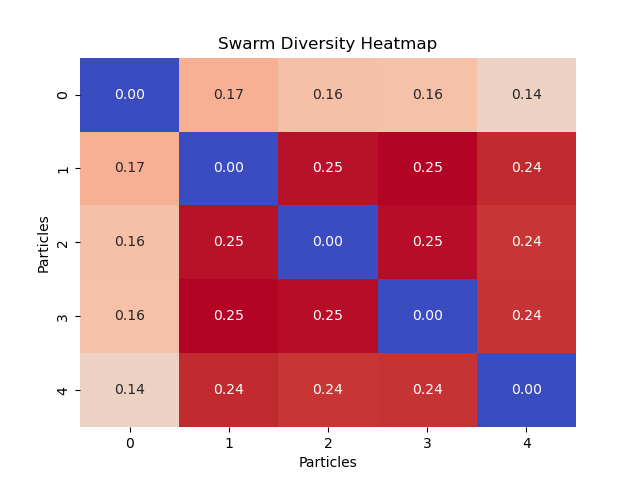 Swarm Diversity Heatmap
0 0.00 0.17 0.16 0.16 0.14
1 0.17 0.00 0.25 0.25 0.24
2 0.16 0.25 0.00 0.25 0.24
3 0.16 0.25 0.25 0.00 0.24
4 0.14 0.24 0.24 0.24 0.00
Particles
0 1 2 3 4
Particles